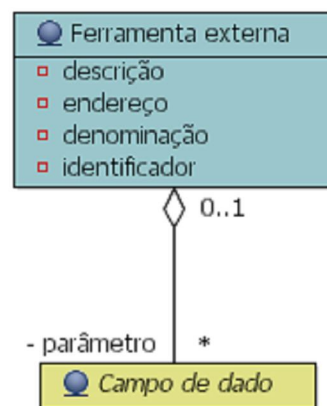 Ferramenta externa
descrição
endereço
denominação
identificador
0..1
- parâmetro *
Campo de dado